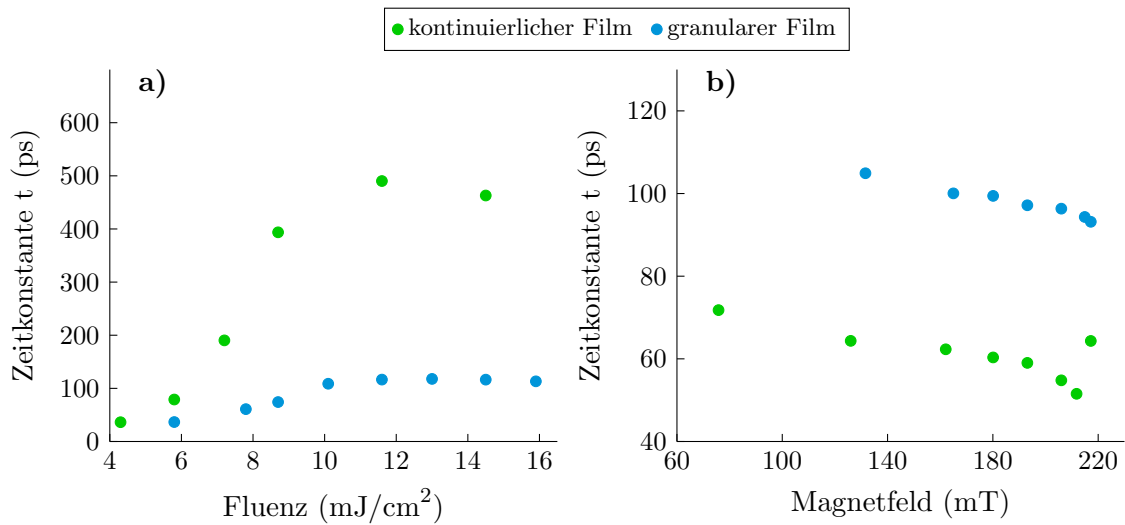 kontinuierlicher Film granularer Film
a)
Zeitkonstante t (ps)
600
500
400
300
200
100
0
4 6 8 10 12 14 16
Fluenz (mJ/cm²)
b)
Zeitkonstante t (ps)
120
100
80
60
40
60 100 140 180 220
Magnetfeld (mT)